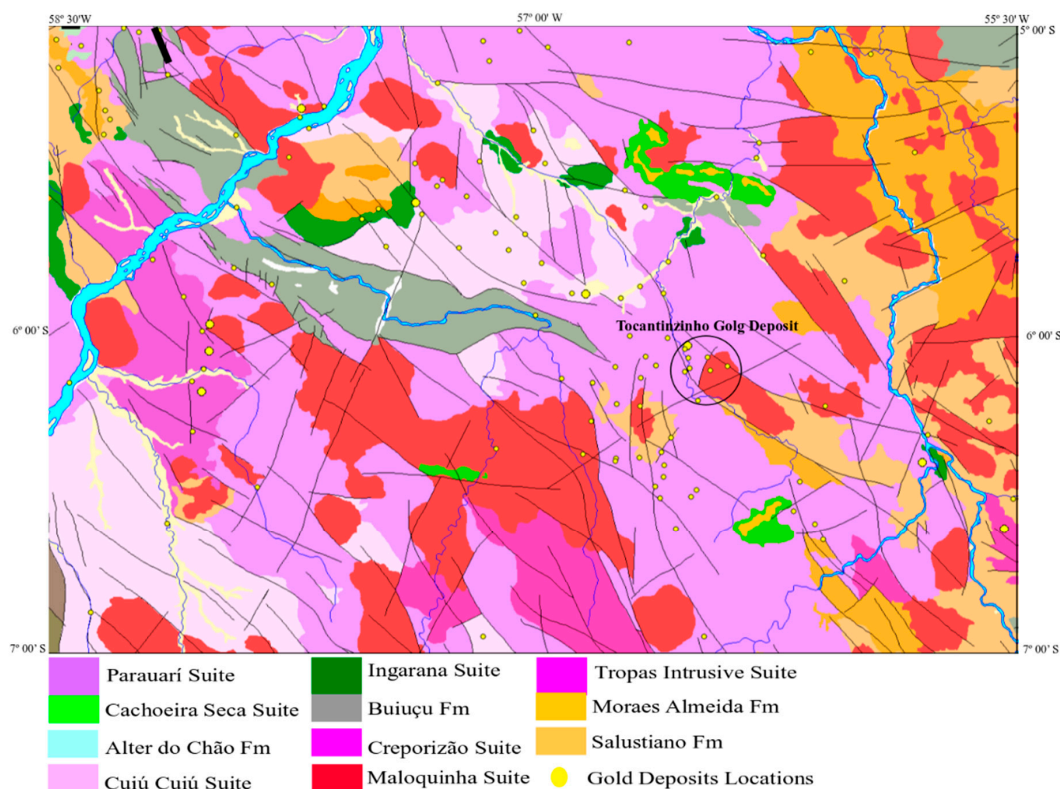 58° 30'W
57° 00' W
55° 30' W
5° 00' S
Tocantinzinho Golg Deposit
6° 00' S
6° 00' S
7° 00' S
7° 00' S
Parauarí Suite
Ingarana Suite
Tropas Intrusive Suite
Cachoeira Seca Suite
Buiuçu Fm
Moraes Almeida Fm
Alter do Chão Fm
Creporizão Suite
Salustiano Fm
Cuiú Cuiú Suite
Maloquinha Suite
Gold Deposits Locations